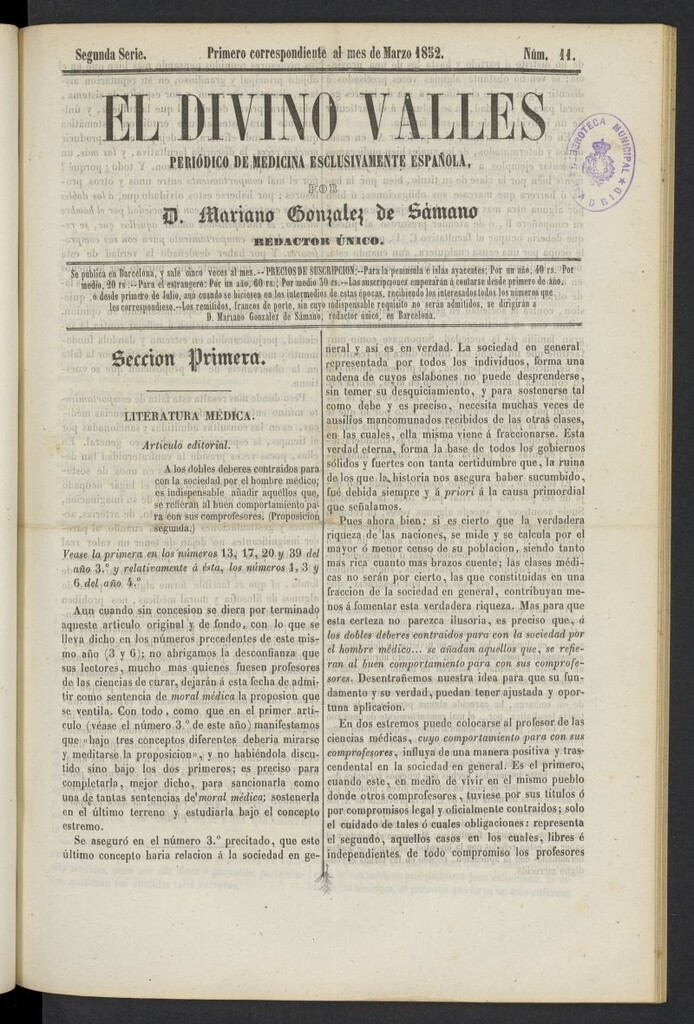 Segunda Serie. Primero correspondiente al mes de Marzo 1852. Núm. 11.
EL DIVINO VALLES
PERIÓDICO DE MEDICINA ESCLUSIVAMENTE ESPAÑOLA,
POR
D. Mariano Gonzalez de Sámano
REDACTOR ÚNICO.
HEMEROTECA MUNICIPAL
MADRID
Se publica en Barcelona, y sale cinco veces al mes.--PRECIOS DE SUSCRIPCION:--Para la península é islas ayacentes: Por un año, 40 rs. Por
medio, 20 rs.--Para el estrangero: Por un año, 60 rs.; Por medio 30 rs.--Las suscripciones empezarán á contarse desde primero de año,
ó desde primero de Julio, aun cuando se hiciesen en los intermedios de estas épocas, recibiendo los interesados todos los números que
les correspondiese.--Los remitidos, francos de porte, sin cuyo indispensable requisito no serán admitidos, se dirigirán á
D. Mariano Gonzalez de Sámano, redactor único, en Barcelona.
Seccion Primera.
LITERATURA MÉDICA.
Articulo editorial.
A los dobles deberes contraidos para
con la sociedad por el hombre médico;
es indispensable añadir aquellos que,
se refieran al buen comportamiento pa-
ra con sus comprofesores. (Proposicion
segunda.)
Vease la primera en los números 13, 17, 20 y 39 del
año 3.º y relativamente á ésta, los números 1, 3 y
6 del año 4.º
Aun cuando sin concesion se diera por terminado
aqueste articulo original y de fondo, con lo que se
lleva dicho en los números precedentes de este mis-
mo año (3 y 6); no abrigamos la desconfianza que
sus lectores, mucho mas quienes fuesen profesores
de las ciencias de curar, dejarán á esta fecha de admi-
tir como sentencia de moral médica la proposion que
se ventila. Con todo, como que en el primer artí-
culo (véase el número 3.º de este año) manifestamos
que «bajo tres conceptos diferentes deberia mirarse
y meditarse la proposicion», y no habiéndola discu-
tido sino bajo los dos primeros; es preciso para
completarla, mejor dicho, para sancionarla como
una de tantas sentencias de moral médica; sostenerla
en el último terreno y estudiarla bajo el concepto
estremo.
Se aseguró en el número 3.º precitado, que este
último concepto haria relacion á la sociedad en ge-
neral y así es en verdad. La sociedad en general
representada por todos los individuos, forma una
cadena de cuyos eslabones no puede desprenderse,
sin temer su desquiciamiento, y para sostenerse tal
como debe y es preciso, necesita muchas veces de
ausilios mancomunados recibidos de las otras clases,
en las cuales, ella misma viene á fraccionarse. Esta
verdad eterna, forma la base de todos los gobiernos
sólidos y fuertes con tanta certidumbre que, la ruina
de los que la historia nos asegura haber sucumbido,
fué debida siempre y á priori á la causa primordial
que señalamos.
Pues ahora bien: si es cierto que la verdadera
riqueza de las naciones, se mide y se calcula por el
mayor ó menor censo de su poblacion, siendo tanto
mas rica cuanto mas brazos cuente; las clases médi-
cas no serán por cierto, las que constituidas en una
fraccion de la sociedad en general, contribuyan me-
nos á fomentar esta verdadera riqueza. Mas para que
esta certeza no parezca ilusoria, es preciso que, á
los dobles deberes contraidos para con la sociedad por
el hombre médico... se añadan aquellos que, se refie-
ran al buen comportamiento para con sus comprofe-
sores. Desentrañemos nuestra idea para que su fun-
damento y su verdad, puedan tener ajustada y opor-
tuna aplicacion.
En dos estremos puede colocarse al profesor de las
ciencias médicas, cuyo comportamiento para con sus
comprofesores, influya de una manera positiva y tras-
cendental en la sociedad en general. Es el primero,
cuando este, en medio de vivir en el mismo pueblo
donde otros comprofesores, tuviese por sus titulos ó
por compromisos legal y oficialmente contraidos; solo
el cuidado de tales ó cuales obligaciones: representa
el segundo, aquellos casos en los cuales, libres é
independientes de todo compromiso los profesores